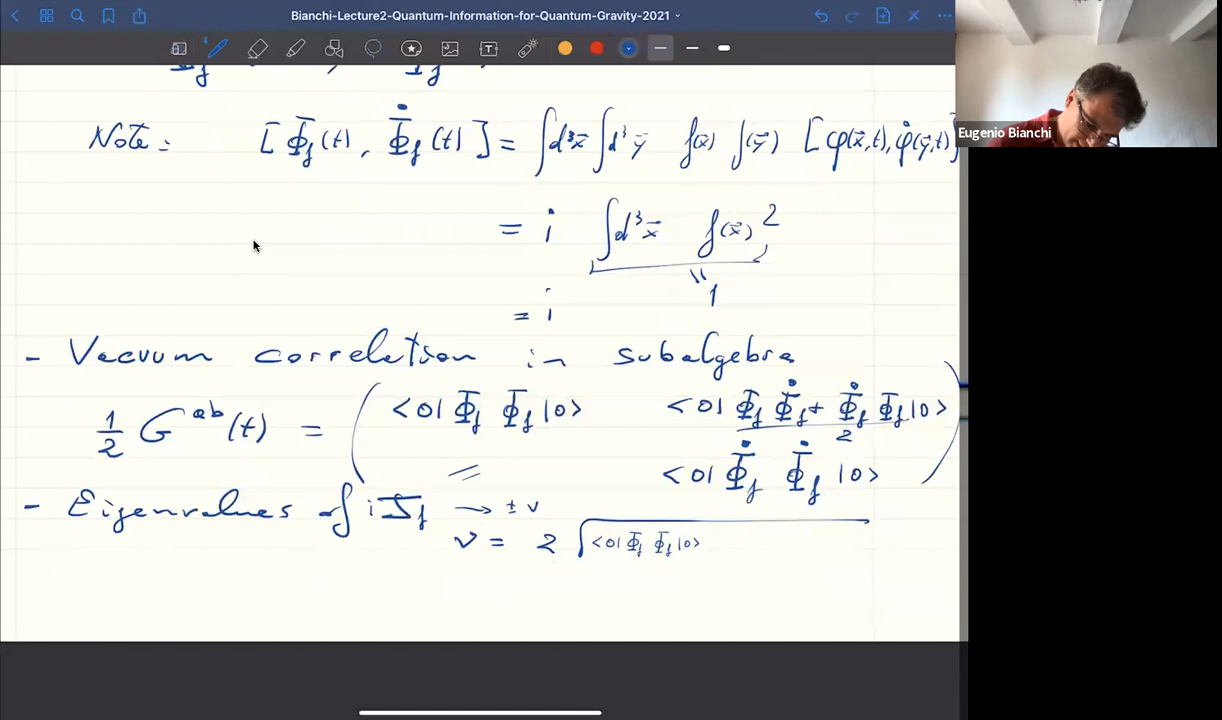 Bianchi-Lecture2-Quantum-Information-for-Quantum-Gravity-2021
Eugenio Bianchi
Note: [Φ_f(t), Φ̇_f(t)] = ∫d³x⃗ ∫d³y⃗ f(x⃗) f(y⃗) [φ(x⃗,t), φ̇(y⃗,t)]
= i ∫d³x⃗ f(x⃗)²
" 1
= i
- Vacuum correlation in subalgebra
½ G^{ab}(t) = ( <0| Φ_f Φ_f |0> <0| Φ_f Φ̇_f + Φ̇_f Φ_f |0> / 2
= <0| Φ̇_f Φ̇_f |0> )
- Eigenvalues of i J_f → ± ν
ν = 2 √<0| Φ_f Φ_f |0>